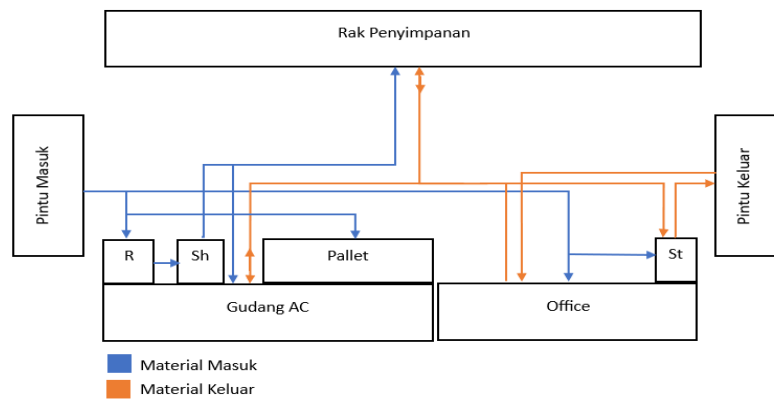 Rak Penyimpanan
Pintu Masuk
Pintu Keluar
R
Sh
Pallet
St
Gudang AC
Office
Material Masuk
Material Keluar